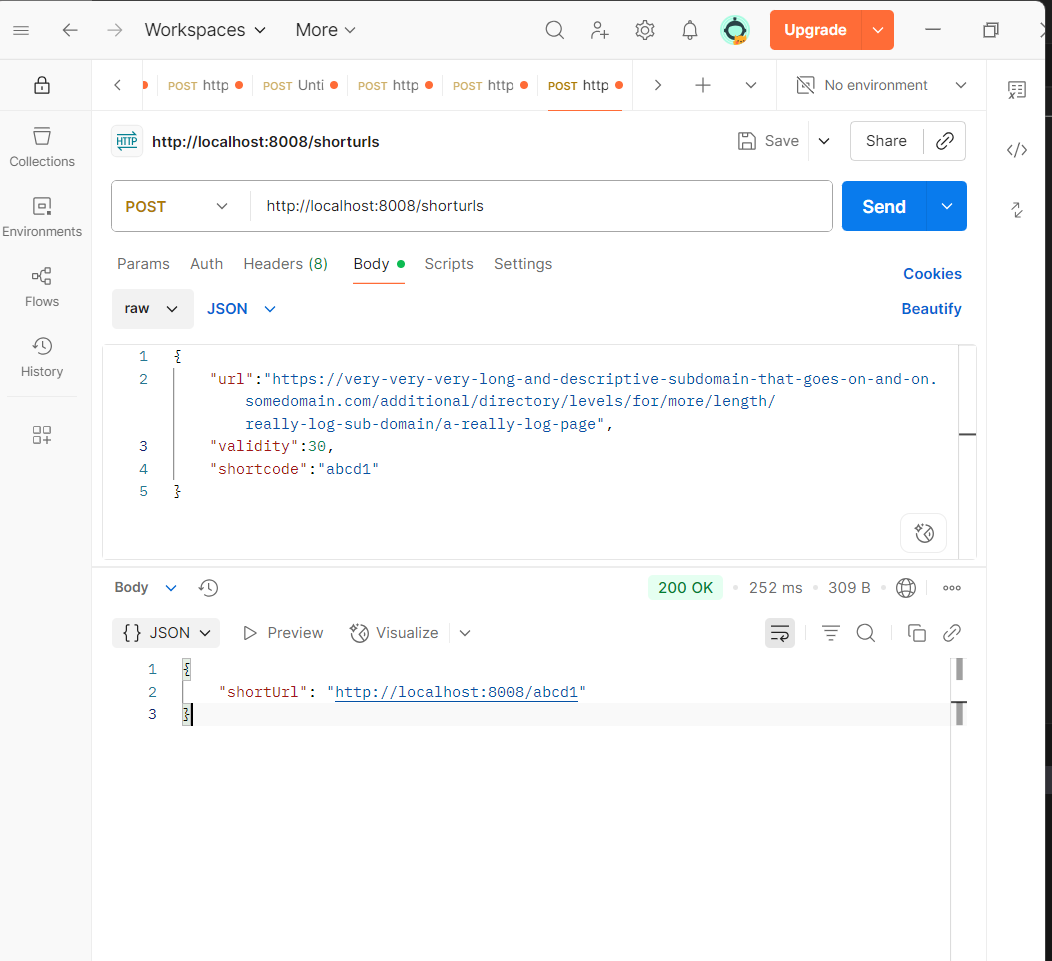 Workspaces More Upgrade
POST http POST Unti POST http POST http POST http No environment
HTTP http://localhost:8008/shorturls Save Share
Collections
Environments
Flows
History
POST http://localhost:8008/shorturls Send
Params Auth Headers (8) Body Scripts Settings Cookies
raw JSON Beautify
1 {
2 "url":"https://very-very-very-long-and-descriptive-subdomain-that-goes-on-and-on.
somedomain.com/additional/directory/levels/for/more/length/
really-log-sub-domain/a-really-log-page",
3 "validity":30,
4 "shortcode":"abcd1"
5 }
Body 200 OK 252 ms 309 B
{} JSON Preview Visualize
1 {
2 "shortUrl": "http://localhost:8008/abcd1"
3 }